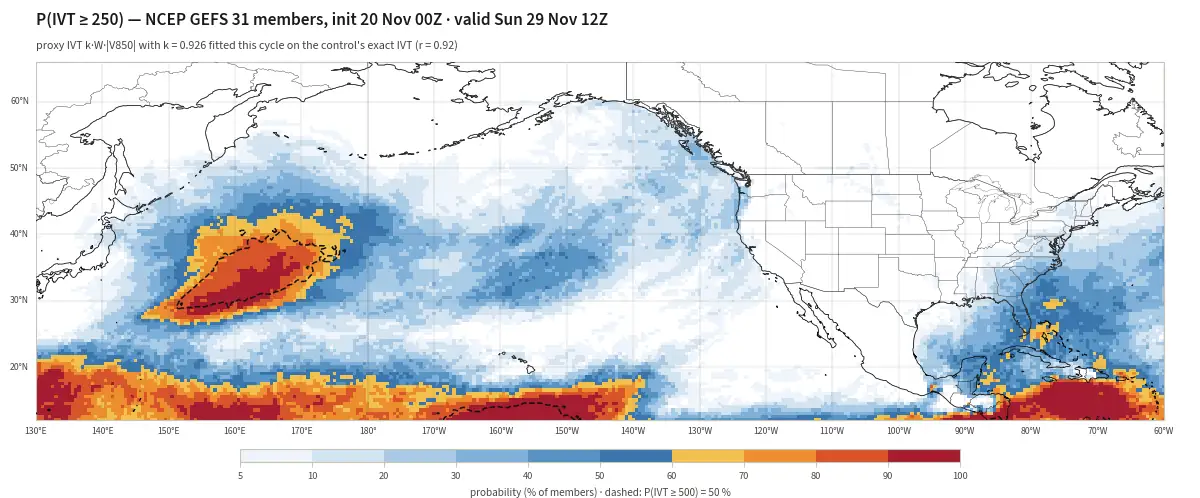 P(IVT ≥ 250) — NCEP GEFS 31 members, init 20 Nov 00Z · valid Sun 29 Nov 12Z
proxy IVT k·W·|V850| with k = 0.926 fitted this cycle on the control's exact IVT (r = 0.92)
60°N
50°N
40°N
30°N
20°N
130°E 140°E 150°E 160°E 170°E 180° 170°W 160°W 150°W 140°W 130°W 120°W 110°W 100°W 90°W 80°W 70°W 60°W
5 10 20 30 40 50 60 70 80 90 100
probability (% of members) · dashed: P(IVT ≥ 500) = 50 %